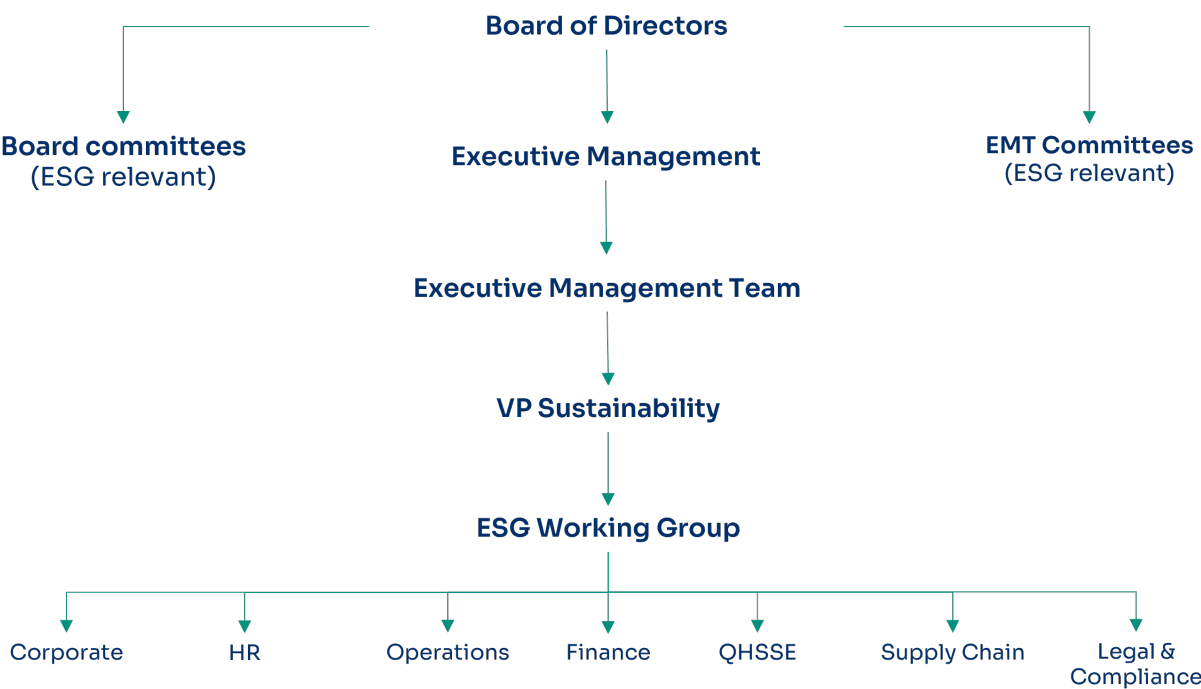 Board of Directors
Board committees
(ESG relevant)
Executive Management
EMT Committees
(ESG relevant)
Executive Management Team
VP Sustainability
ESG Working Group
Corporate
HR
Operations
Finance
QHSSE
Supply Chain
Legal &
Compliance